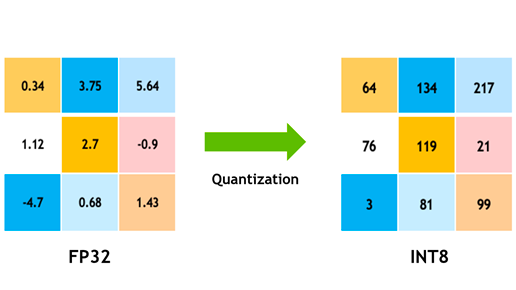 0.34 3.75 5.64
64 134 217
1.12 2.7 -0.9
76 119 21
Quantization
-4.7 0.68 1.43
3 81 99
FP32
INT8